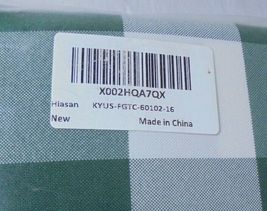 X002HQA7QX
Hiasan KYUS-FGTC-60102-16
New Made in China